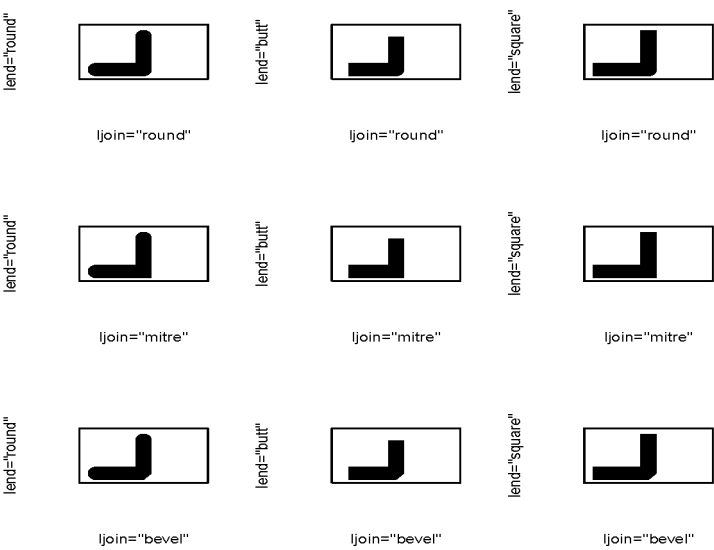 lend="round"
ljoin="round"
lend="butt"
ljoin="round"
lend="square"
ljoin="round"
lend="round"
ljoin="mitre"
lend="butt"
ljoin="mitre"
lend="square"
ljoin="mitre"
lend="round"
ljoin="bevel"
lend="butt"
ljoin="bevel"
lend="square"
ljoin="bevel"